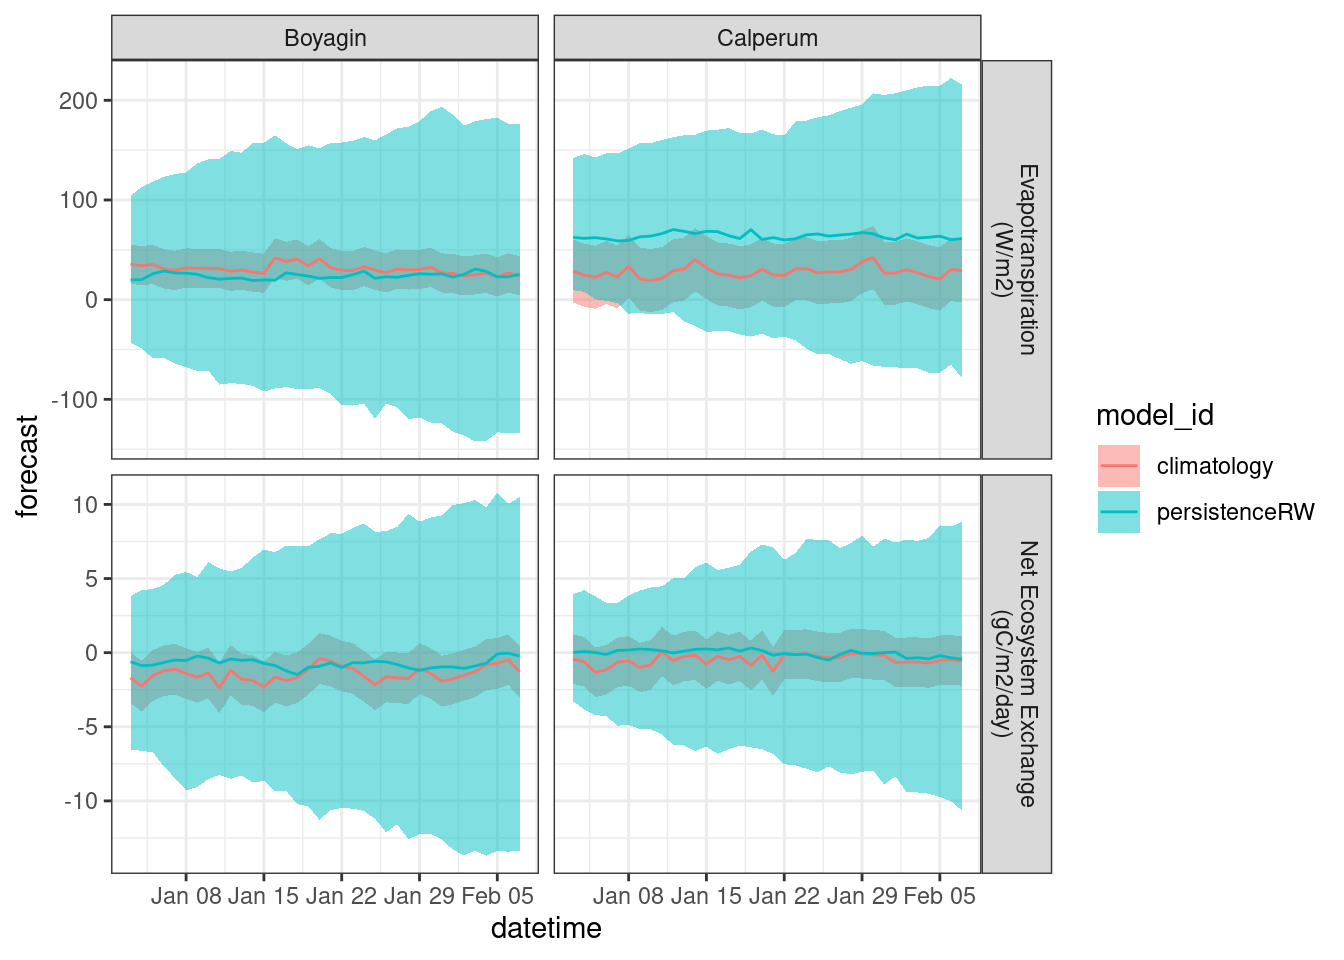 Boyagin
Calperum
200
100
0
-100
Evapotranspiration
(W/m2)
10
5
0
-5
-10
Net Ecosystem Exchange
(gC/m2/day)
forecast
Jan 08 Jan 15 Jan 22 Jan 29 Feb 05
Jan 08 Jan 15 Jan 22 Jan 29 Feb 05
datetime
model_id
climatology
persistenceRW